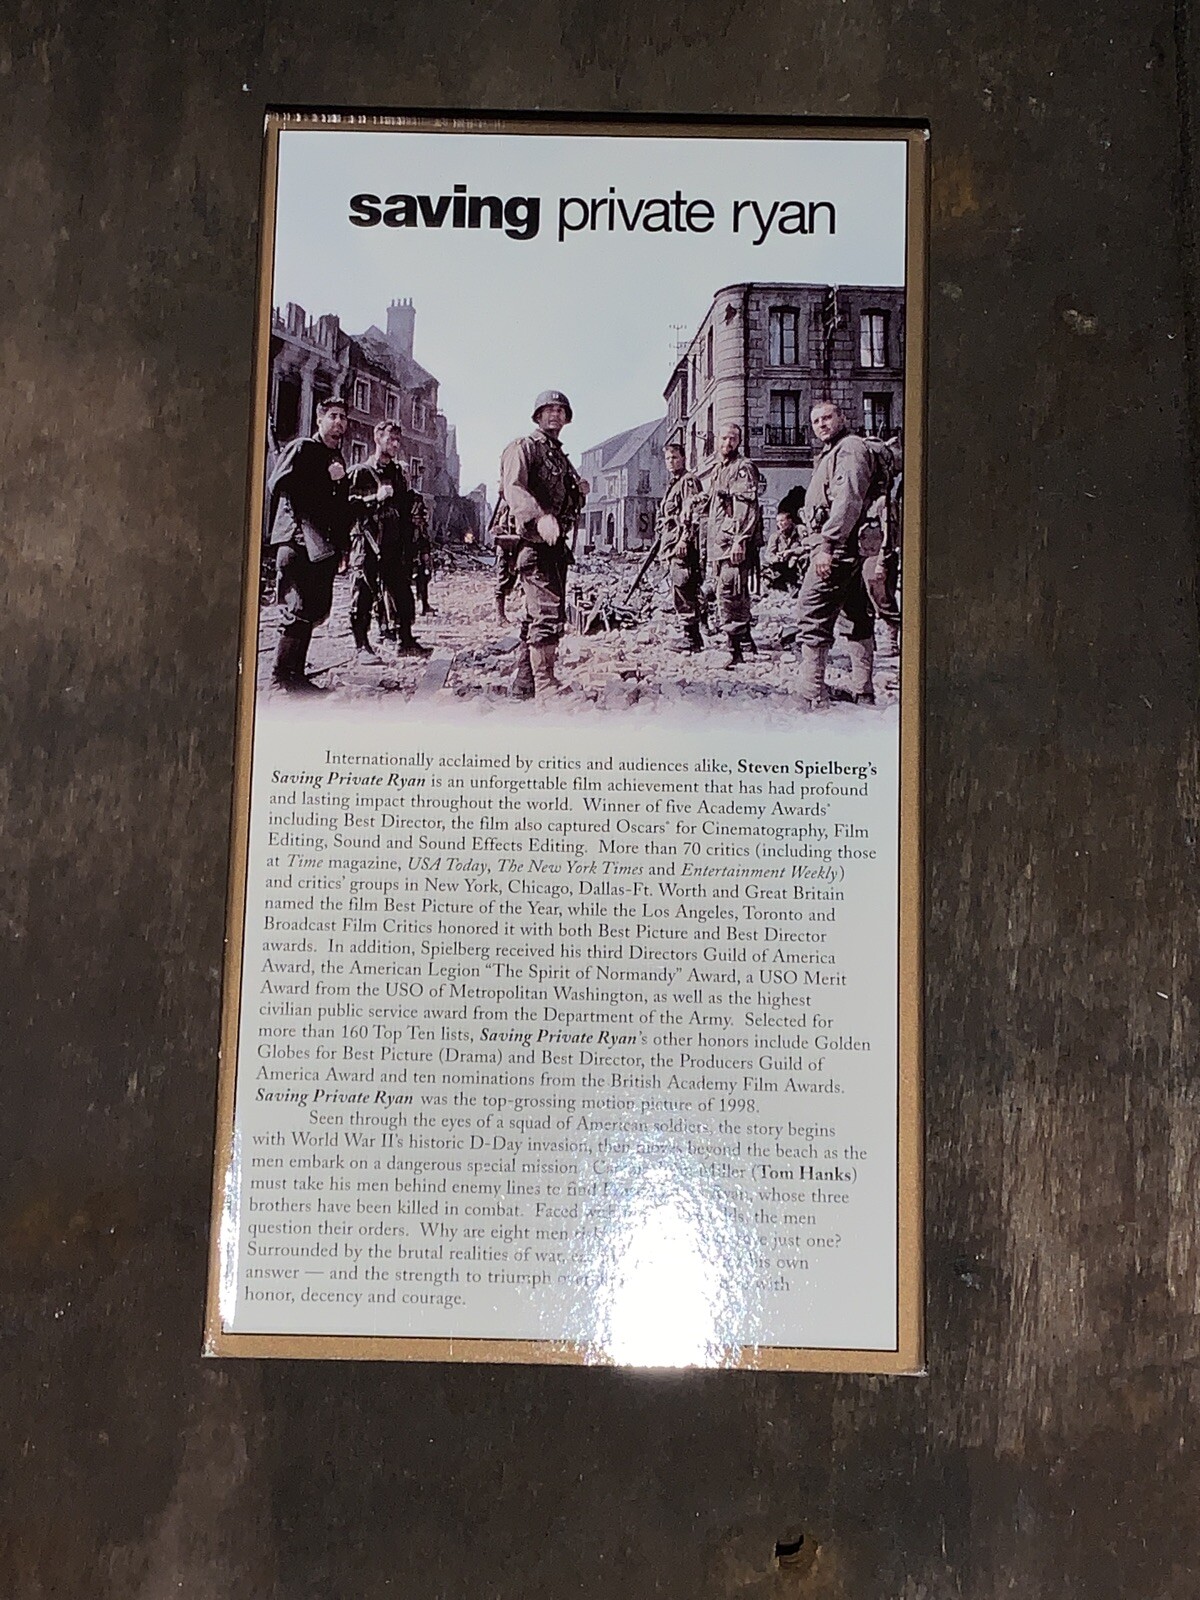 saving private ryan
S
Internationally acclaimed by critics and audiences alike, Steven Spielberg's
Saving Private Ryan is an unforgettable film achievement that has had profound
and lasting impact throughout the world. Winner of five Academy Awards®
including Best Director, the film also captured Oscars® for Cinematography, Film
Editing, Sound and Sound Effects Editing. More than 70 critics (including those
at Time magazine, USA Today, The New York Times and Entertainment Weekly)
and critics' groups in New York, Chicago, Dallas-Ft. Worth and Great Britain
named the film Best Picture of the Year, while the Los Angeles, Toronto and
Broadcast Film Critics honored it with both Best Picture and Best Director
awards. In addition, Spielberg received his third Directors Guild of America
Award, the American Legion "The Spirit of Normandy" Award, a USO Merit
Award from the USO of Metropolitan Washington, as well as the highest
civilian public service award from the Department of the Army. Selected for
more than 160 Top Ten lists, Saving Private Ryan's other honors include Golden
Globes for Best Picture (Drama) and Best Director, the Producers Guild of
America Award and ten nominations from the British Academy Film Awards.
Saving Private Ryan was the top-grossing motion picture of 1998.
Seen through the eyes of a squad of American soldiers, the story begins
with World War II's historic D-Day invasion, then moves beyond the beach as the
men embark on a dangerous special mission. Miller (Tom Hanks)
must take his men behind enemy lines to find Ryan, whose three
brothers have been killed in combat. Faced the men
question their orders. Why are eight men just one?
Surrounded by the brutal realities of war, his own
answer — and the strength to triumph with
honor, decency and courage.